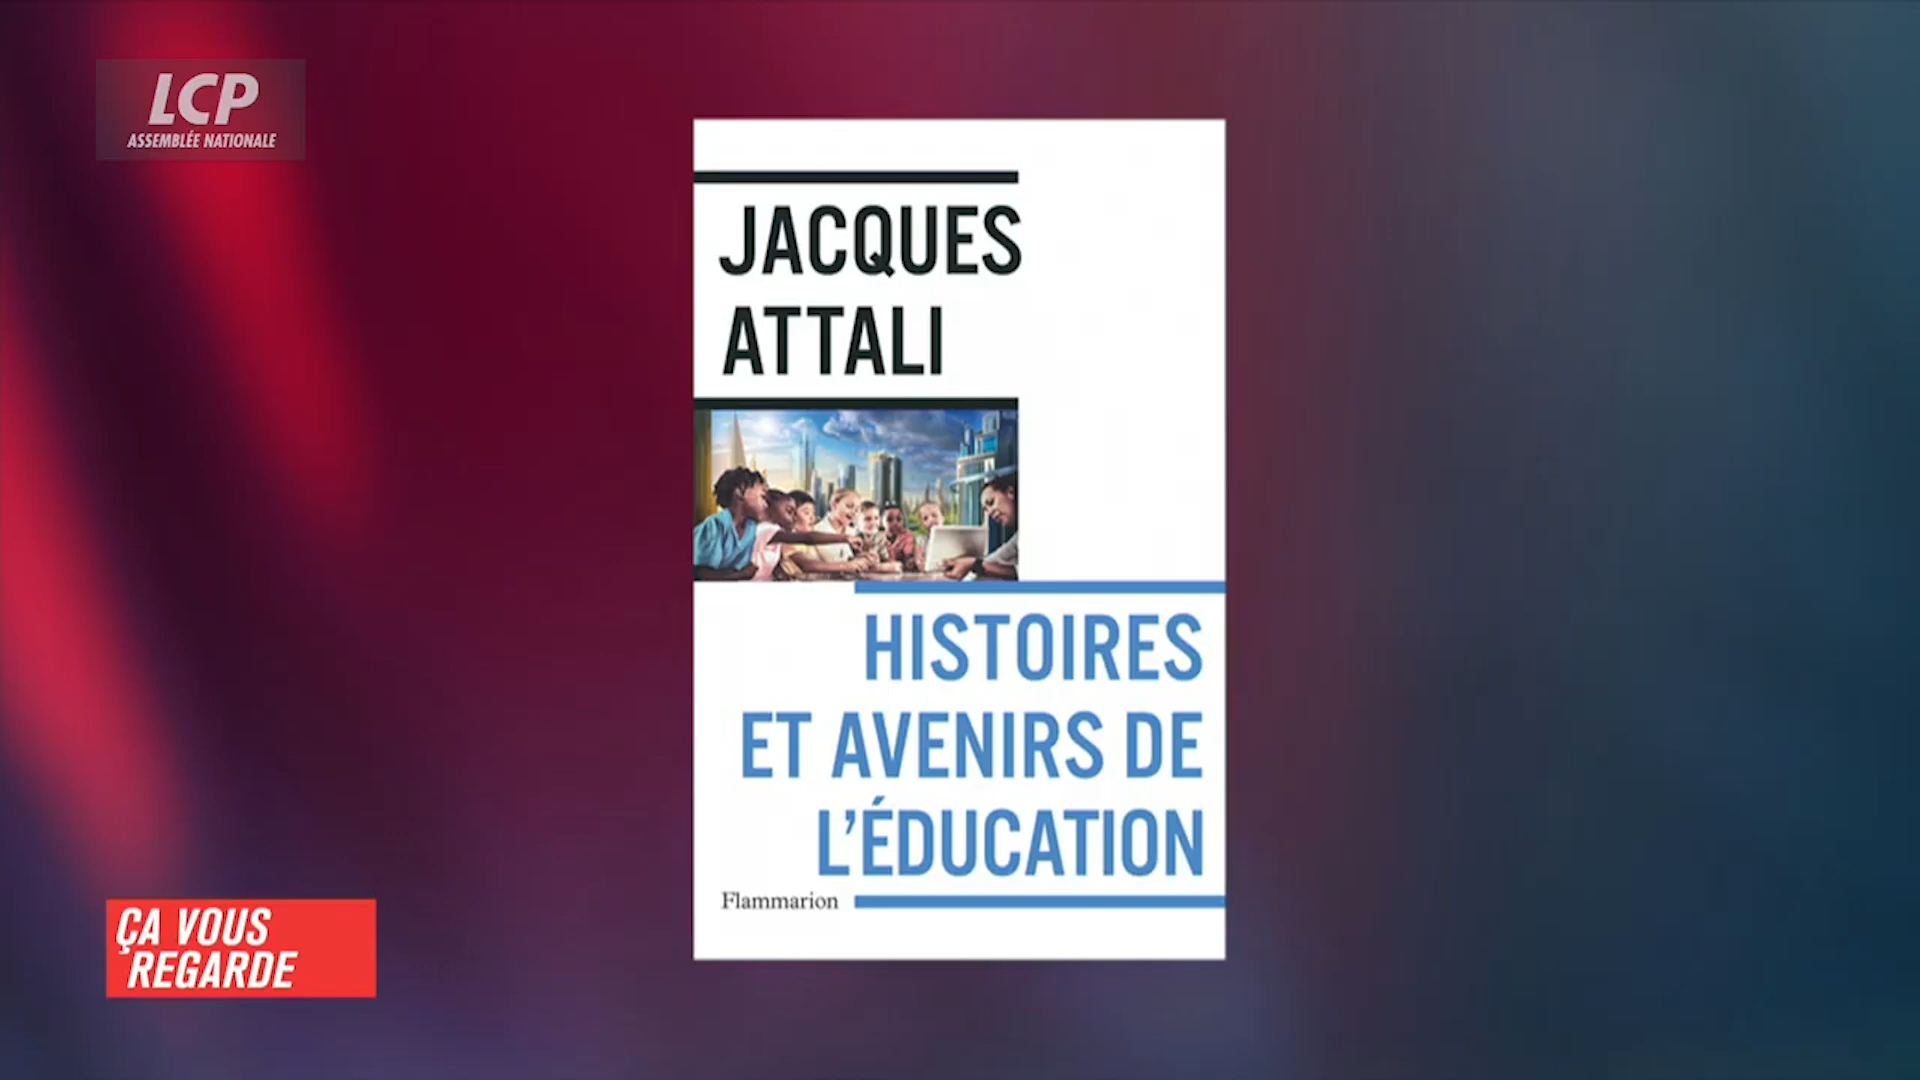 LCP
ASSEMBLÉE NATIONALE
JACQUES
ATTALI
HISTOIRES
ET AVENIRS DE
L'ÉDUCATION
Flammarion
ÇA VOUS
REGARDE